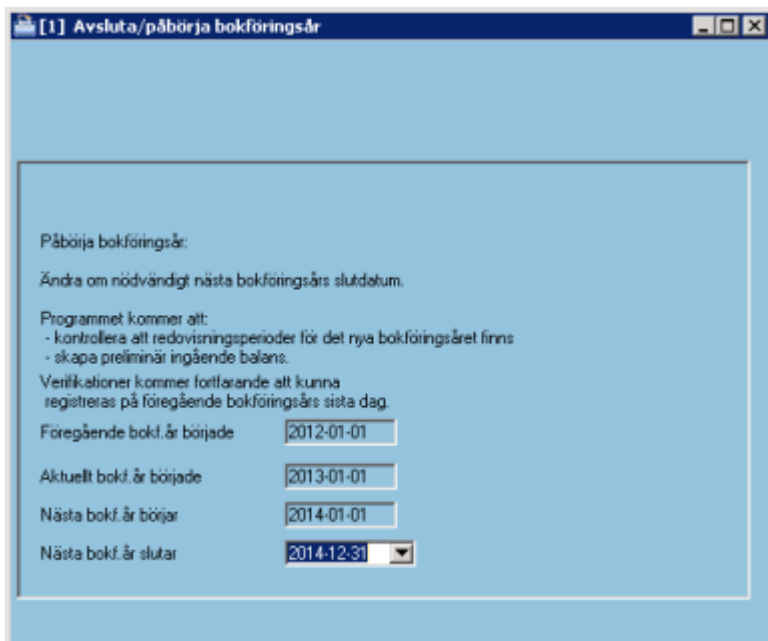 [1] Avsluta/påbörja bokföringsår
Påbörja bokföringsår:
Ändra om nödvändigt nästa bokföringsårs slutdatum.
Programmet kommer att:
- kontrollera att redovisningsperioder för det nya bokföringsåret finns
- skapa preliminär ingående balans.
Verifikationer kommer fortfarande att kunna
registreras på föregående bokföringsårs sista dag.
Föregående bokf.år började 2012-01-01
Aktuellt bokf.år började 2013-01-01
Nästa bokf.år börjar 2014-01-01
Nästa bokf.år slutar 2014-12-31